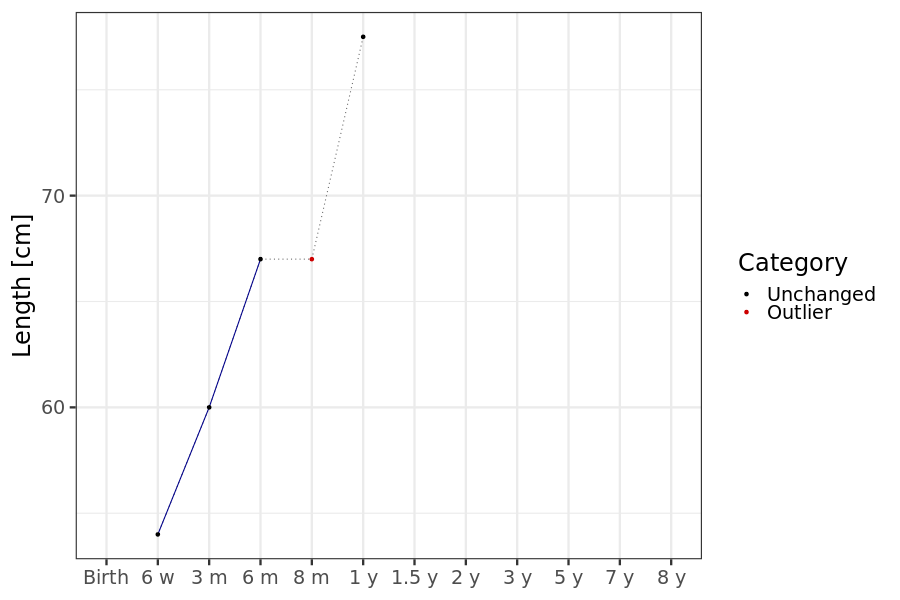 Length [cm]
70
60
Birth 6 w 3 m 6 m 8 m 1 y 1.5 y 2 y 3 y 5 y 7 y 8 y
Category
Unchanged
Outlier